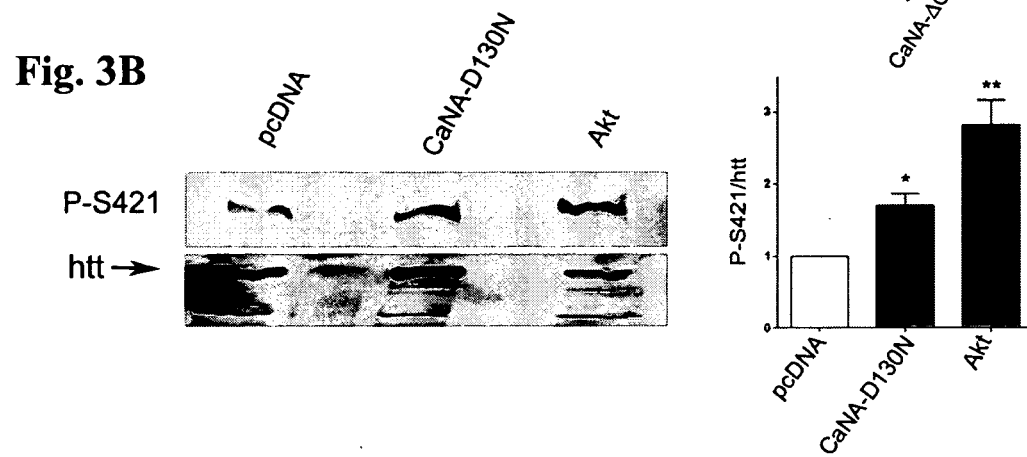 Fig. 3B
pcDNA
CaNA-D130N
Akt
P-S421
htt
P-S421/htt
3
2
1
0
*
**
pcDNA
CaNA-D130N
Akt